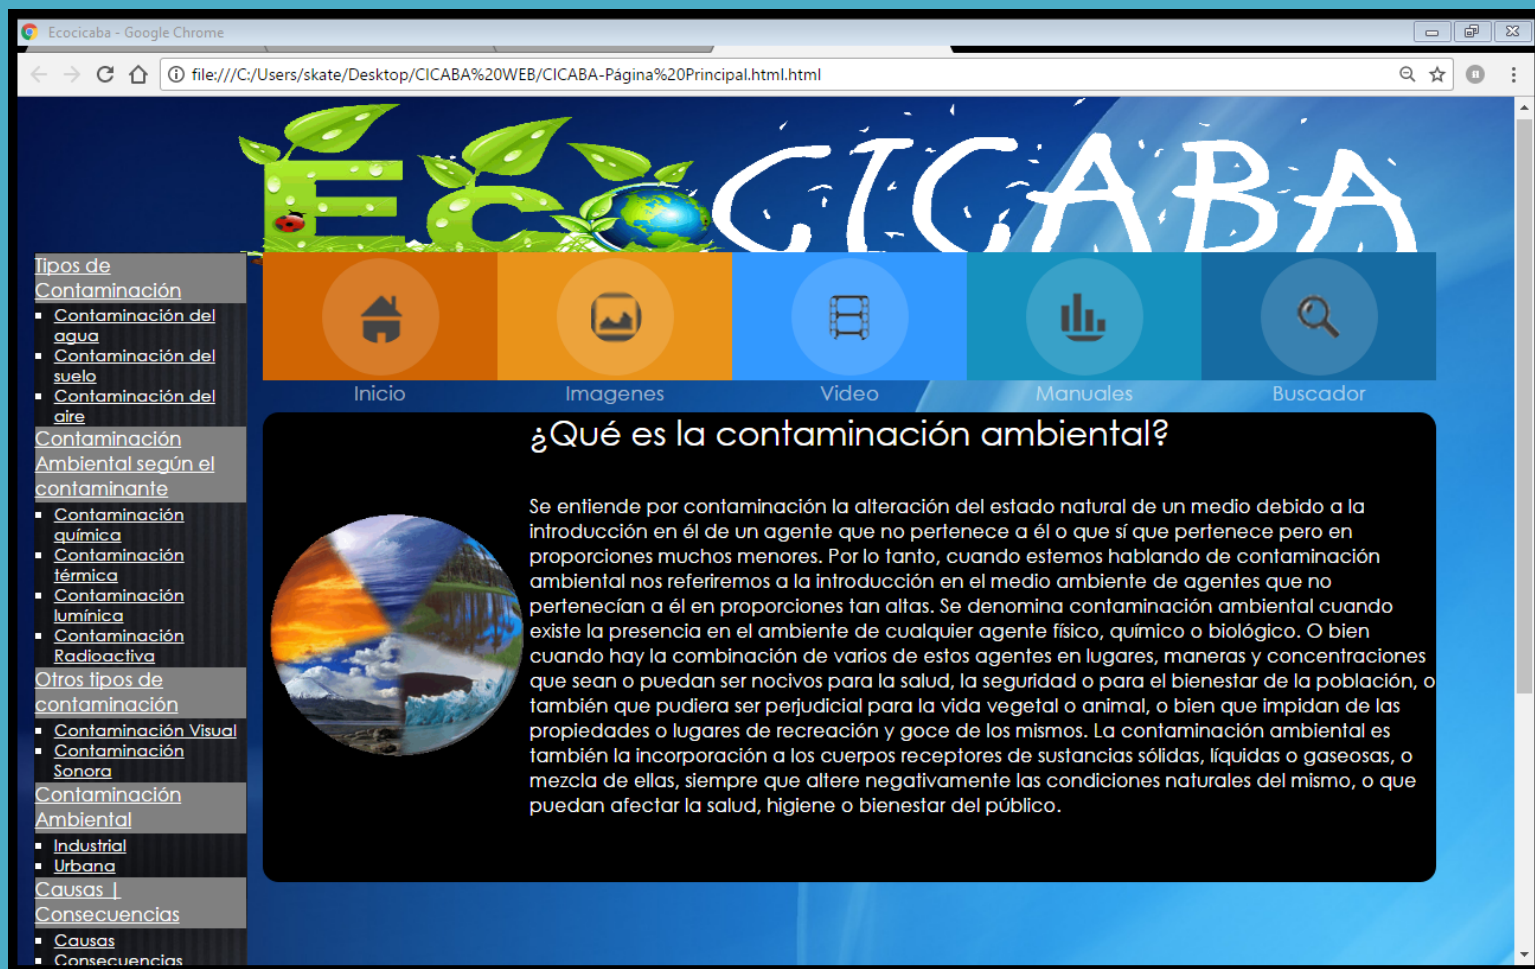 Ecocicaba - Google Chrome
file:///C:/Users/skate/Desktop/CICABA%20WEB/CICABA-Página%20Principal.html.html
EcoCICABA
Tipos de
Contaminación
Contaminación del
agua
Contaminación del
suelo
Contaminación del
aire
Contaminación
Ambiental según el
contaminante
Contaminación
química
Contaminación
térmica
Contaminación
lumínica
Contaminación
Radioactiva
Otros tipos de
contaminación
Contaminación Visual
Contaminación
Sonora
Contaminación
Ambiental
Industrial
Urbana
Causas |
Consecuencias
Causas
Consecuencias
Inicio
Imagenes
Video
Manuales
Buscador
¿Qué es la contaminación ambiental?
Se entiende por contaminación la alteración del estado natural de un medio debido a la
introducción en él de un agente que no pertenece a él o que sí que pertenece pero en
proporciones muchos menores. Por lo tanto, cuando estemos hablando de contaminación
ambiental nos referiremos a la introducción en el medio ambiente de agentes que no
pertenecían a él en proporciones tan altas. Se denomina contaminación ambiental cuando
existe la presencia en el ambiente de cualquier agente físico, químico o biológico. O bien
cuando hay la combinación de varios de estos agentes en lugares, maneras y concentraciones
que sean o puedan ser nocivos para la salud, la seguridad o para el bienestar de la población, o
también que pudiera ser perjudicial para la vida vegetal o animal, o bien que impidan de las
propiedades o lugares de recreación y goce de los mismos. La contaminación ambiental es
también la incorporación a los cuerpos receptores de sustancias sólidas, líquidas o gaseosas, o
mezcla de ellas, siempre que altere negativamente las condiciones naturales del mismo, o que
puedan afectar la salud, higiene o bienestar del público.